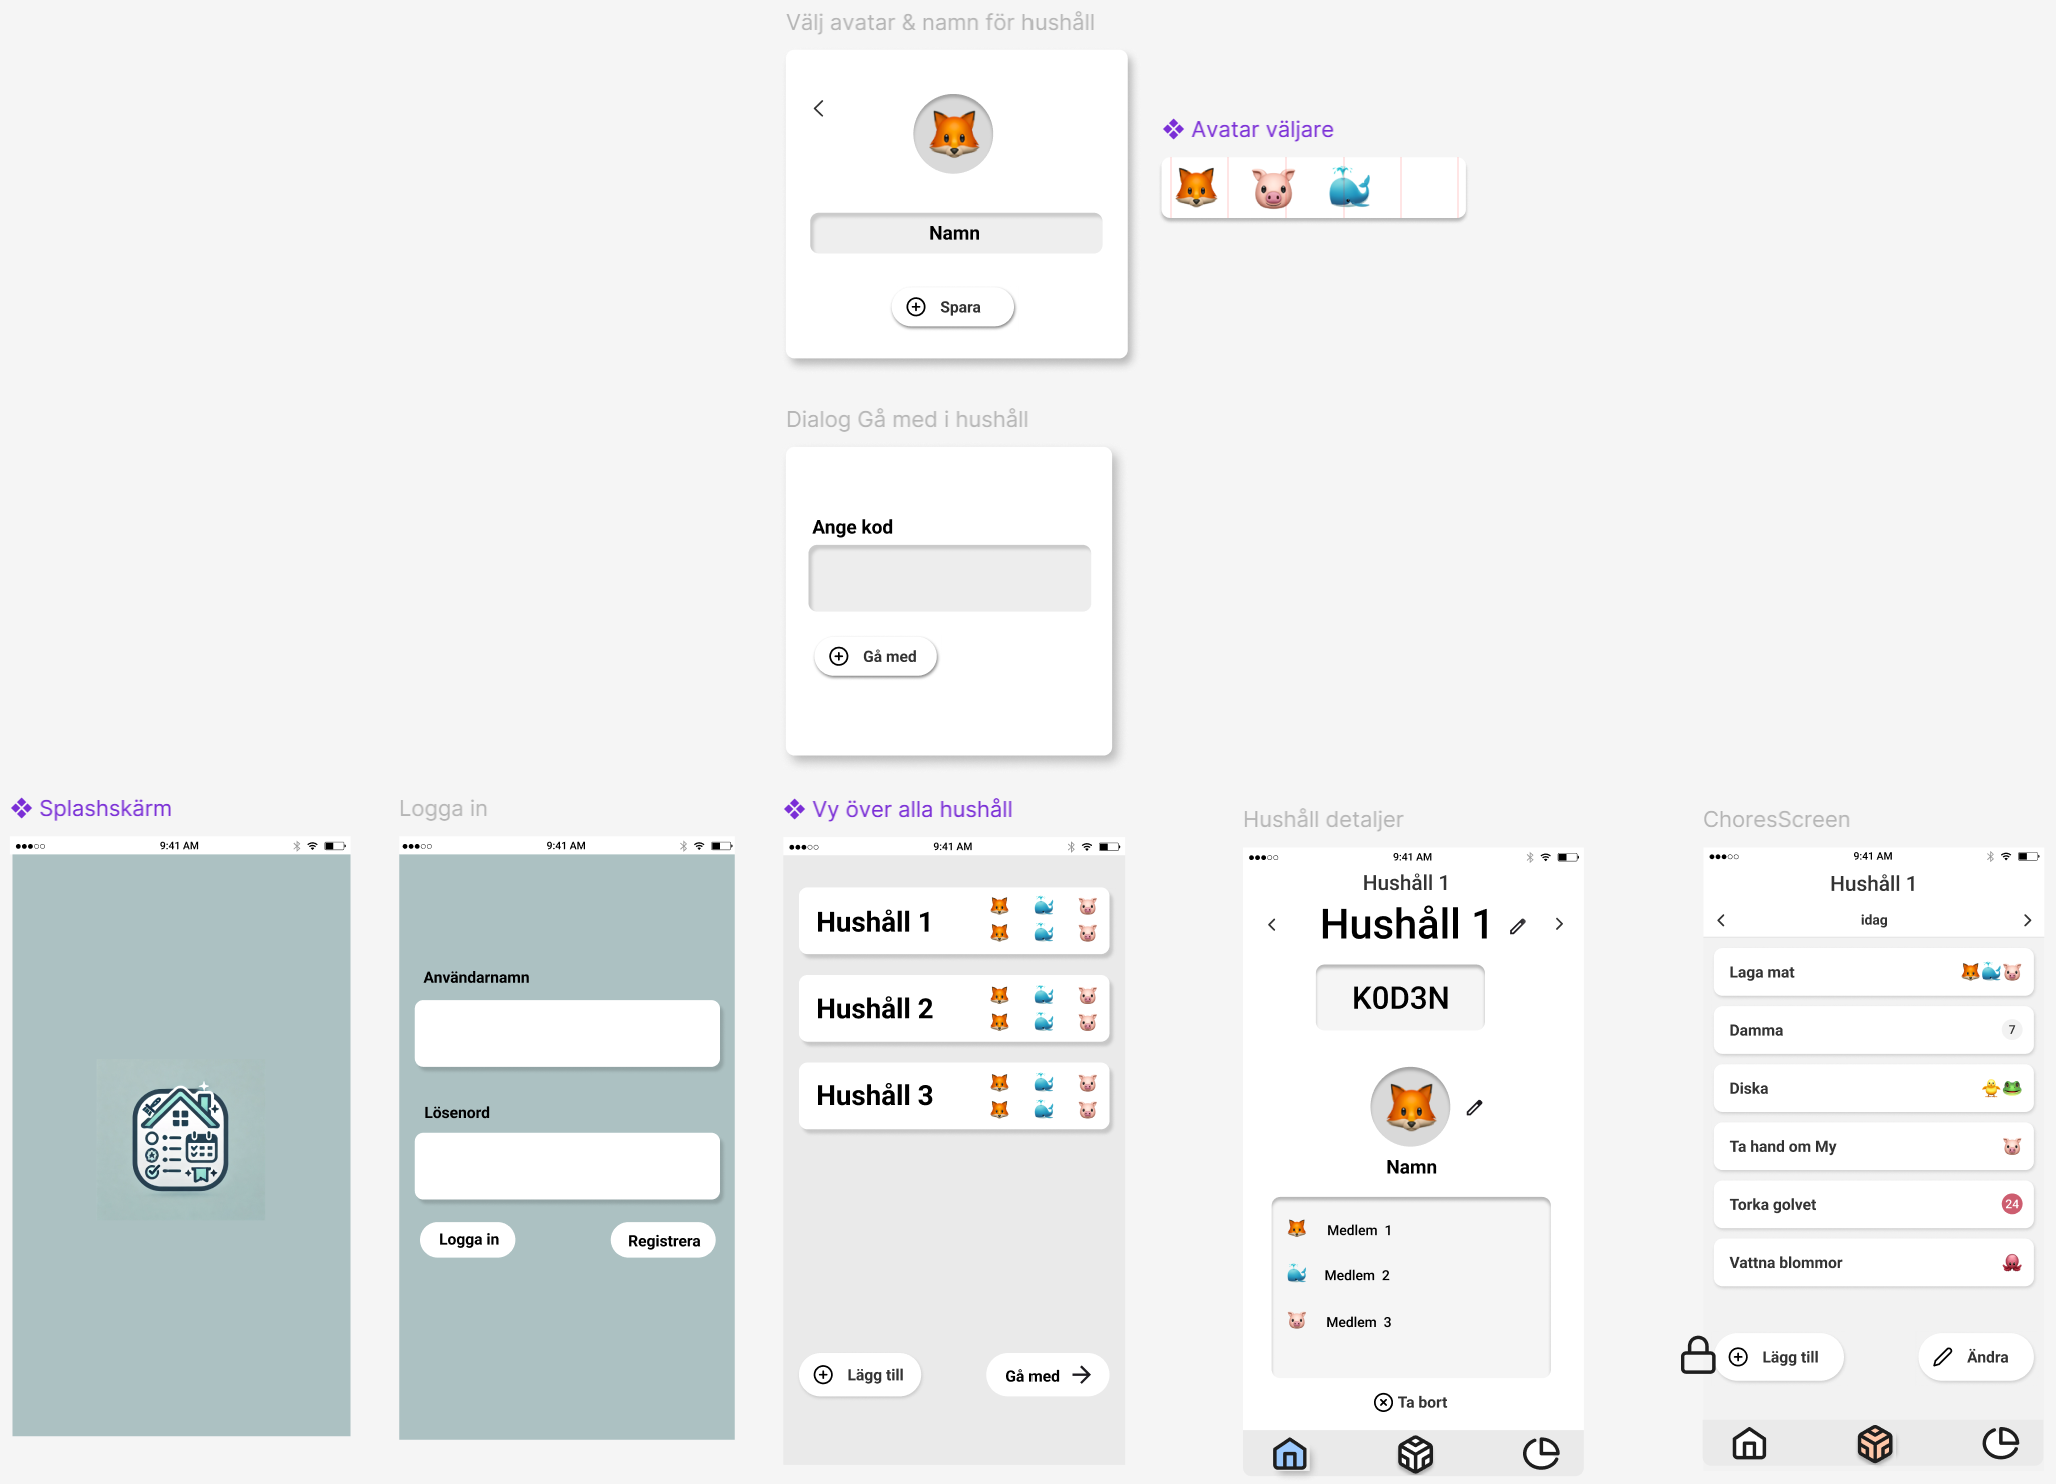 Välj avatar & namn för hushåll
Namn
Spara
Avatar väljare
Dialog Gå med i hushåll
Ange kod
Gå med
Splashskärm
9:41 AM
Logga in
9:41 AM
Användarnamn
Lösenord
Logga in
Registrera
Vy över alla hushåll
9:41 AM
Hushåll 1
Hushåll 2
Hushåll 3
Lägg till
Gå med
Hushåll detaljer
9:41 AM
Hushåll 1
Hushåll 1
K0D3N
Namn
Medlem 1
Medlem 2
Medlem 3
Ta bort
ChoresScreen
9:41 AM
Hushåll 1
idag
Laga mat
Damma
7
Diska
Ta hand om My
Torka golvet
24
Vattna blommor
Lägg till
Ändra